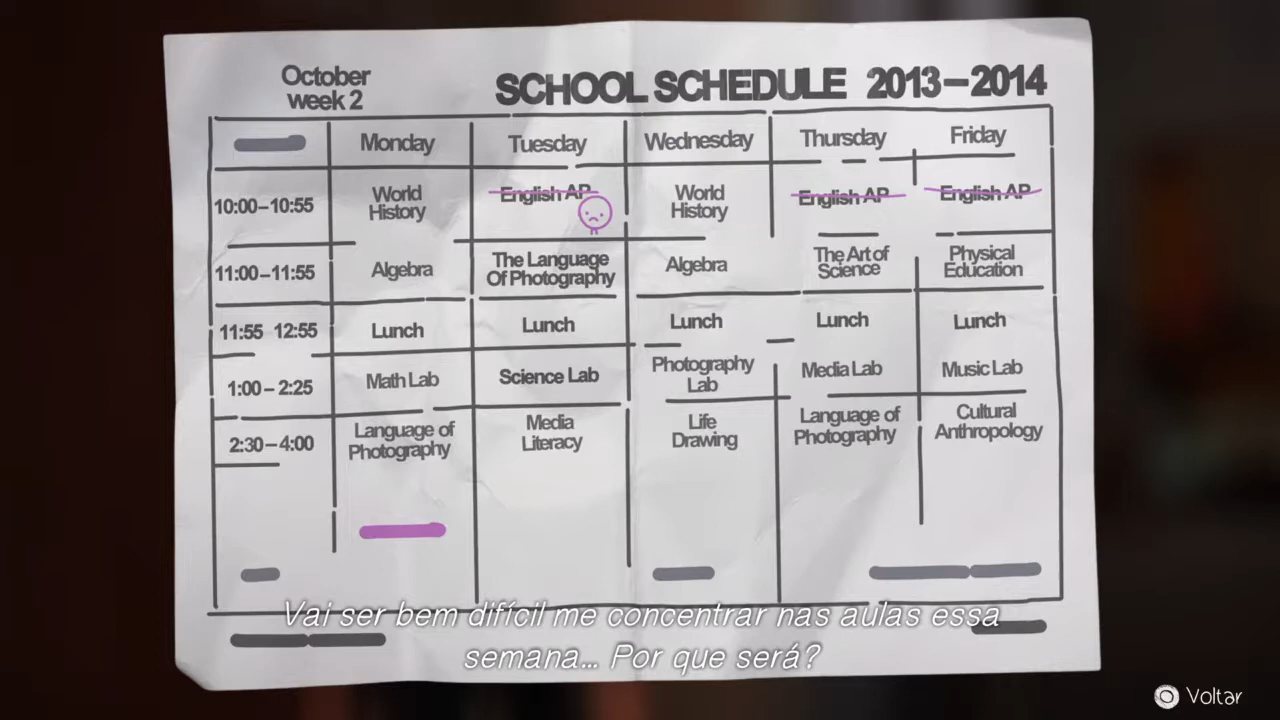 October
week 2
SCHOOL SCHEDULE 2013–2014
Monday Tuesday Wednesday Thursday Friday
10:00–10:55 World History English AP World History English AP English AP
11:00–11:55 Algebra The Language Of Photography Algebra The Art of Science Physical Education
11:55 12:55 Lunch Lunch Lunch Lunch Lunch
1:00–2:25 Math Lab Science Lab Photography Lab Media Lab Music Lab
2:30–4:00 Language of Photography Media Literacy Life Drawing Language of Photography Cultural Anthropology
Vai ser bem difícil me concentrar nas aulas essa
semana... Por que será?
Voltar